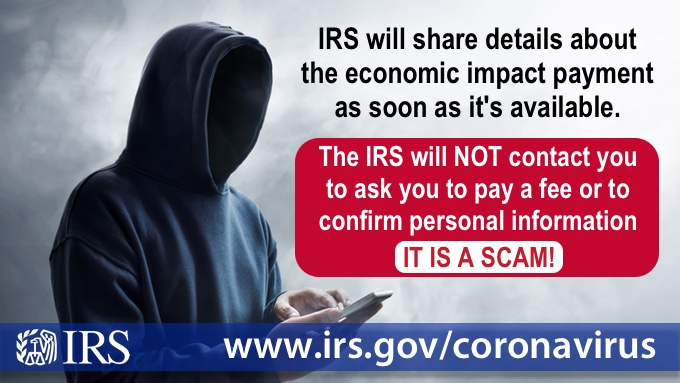 IRS will share details about
the economic impact payment
as soon as it's available.
The IRS will NOT contact you
to ask you to pay a fee or to
confirm personal information
IT IS A SCAM!
IRS
www.irs.gov/coronavirus